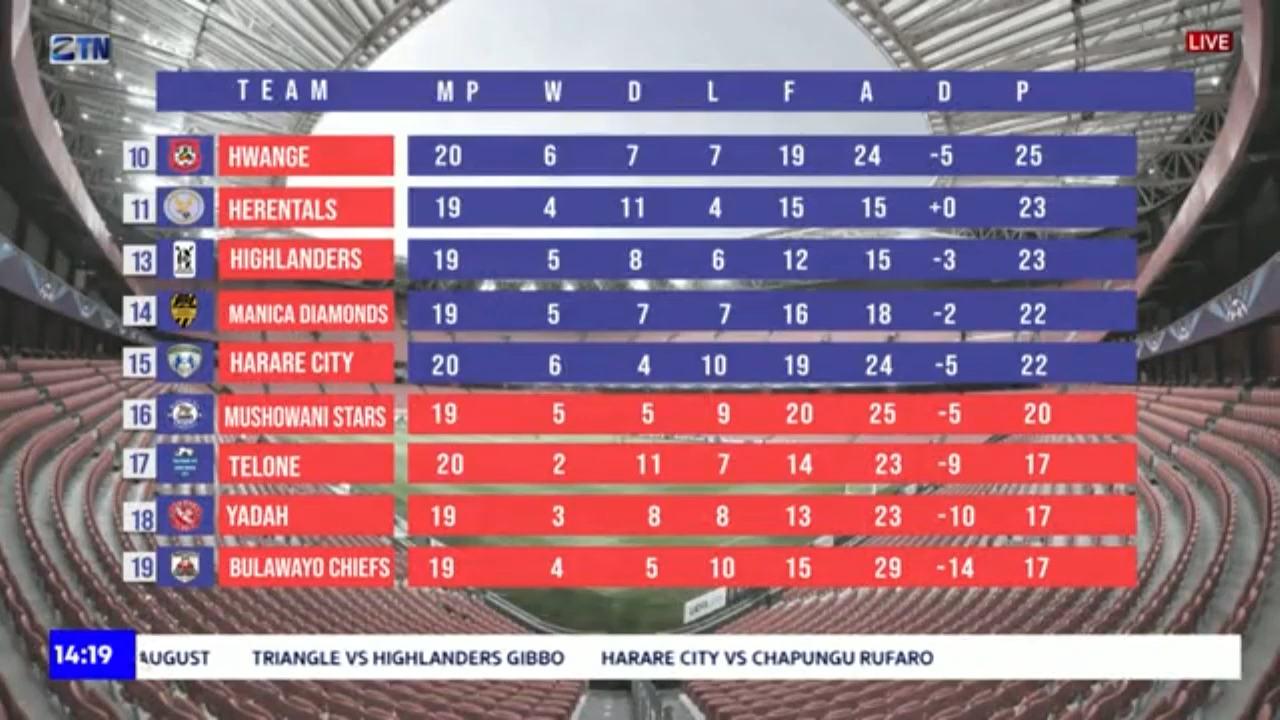 ZTN
LIVE
TEAM MP W D L F A D P
10 HWANGE 20 6 7 7 19 24 -5 25
11 HERENTALS 19 4 11 4 15 15 +0 23
13 HIGHLANDERS 19 5 8 6 12 15 -3 23
14 MANICA DIAMONDS 19 5 7 7 16 18 -2 22
15 HARARE CITY 20 6 4 10 19 24 -5 22
16 MUSHOWANI STARS 19 5 5 9 20 25 -5 20
17 TELONE 20 2 11 7 14 23 -9 17
18 YADAH 19 3 8 8 13 23 -10 17
19 BULAWAYO CHIEFS 19 4 5 10 15 29 -14 17
14:19 AUGUST TRIANGLE VS HIGHLANDERS GIBBO HARARE CITY VS CHAPUNGU RUFARO